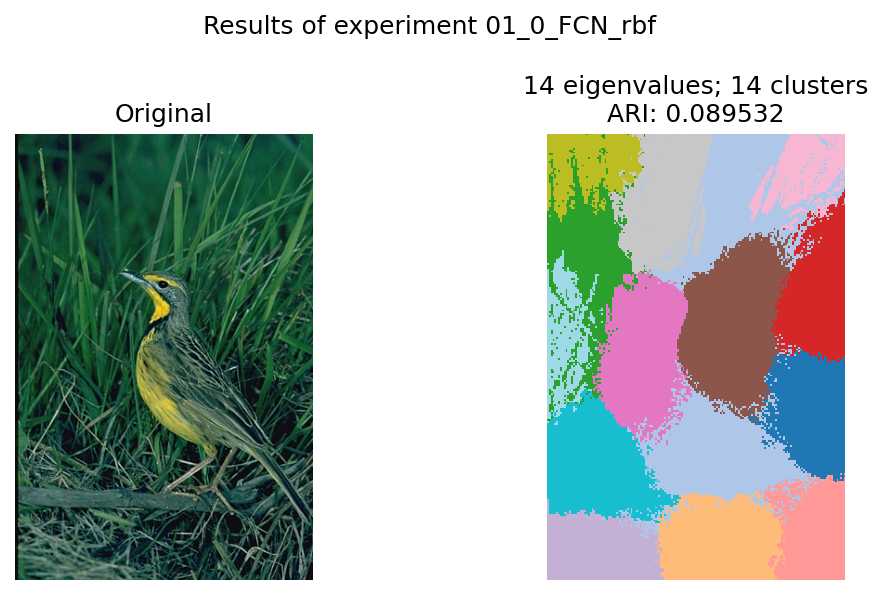 Results of experiment 01_0_FCN_rbf
Original
14 eigenvalues; 14 clusters
ARI: 0.089532